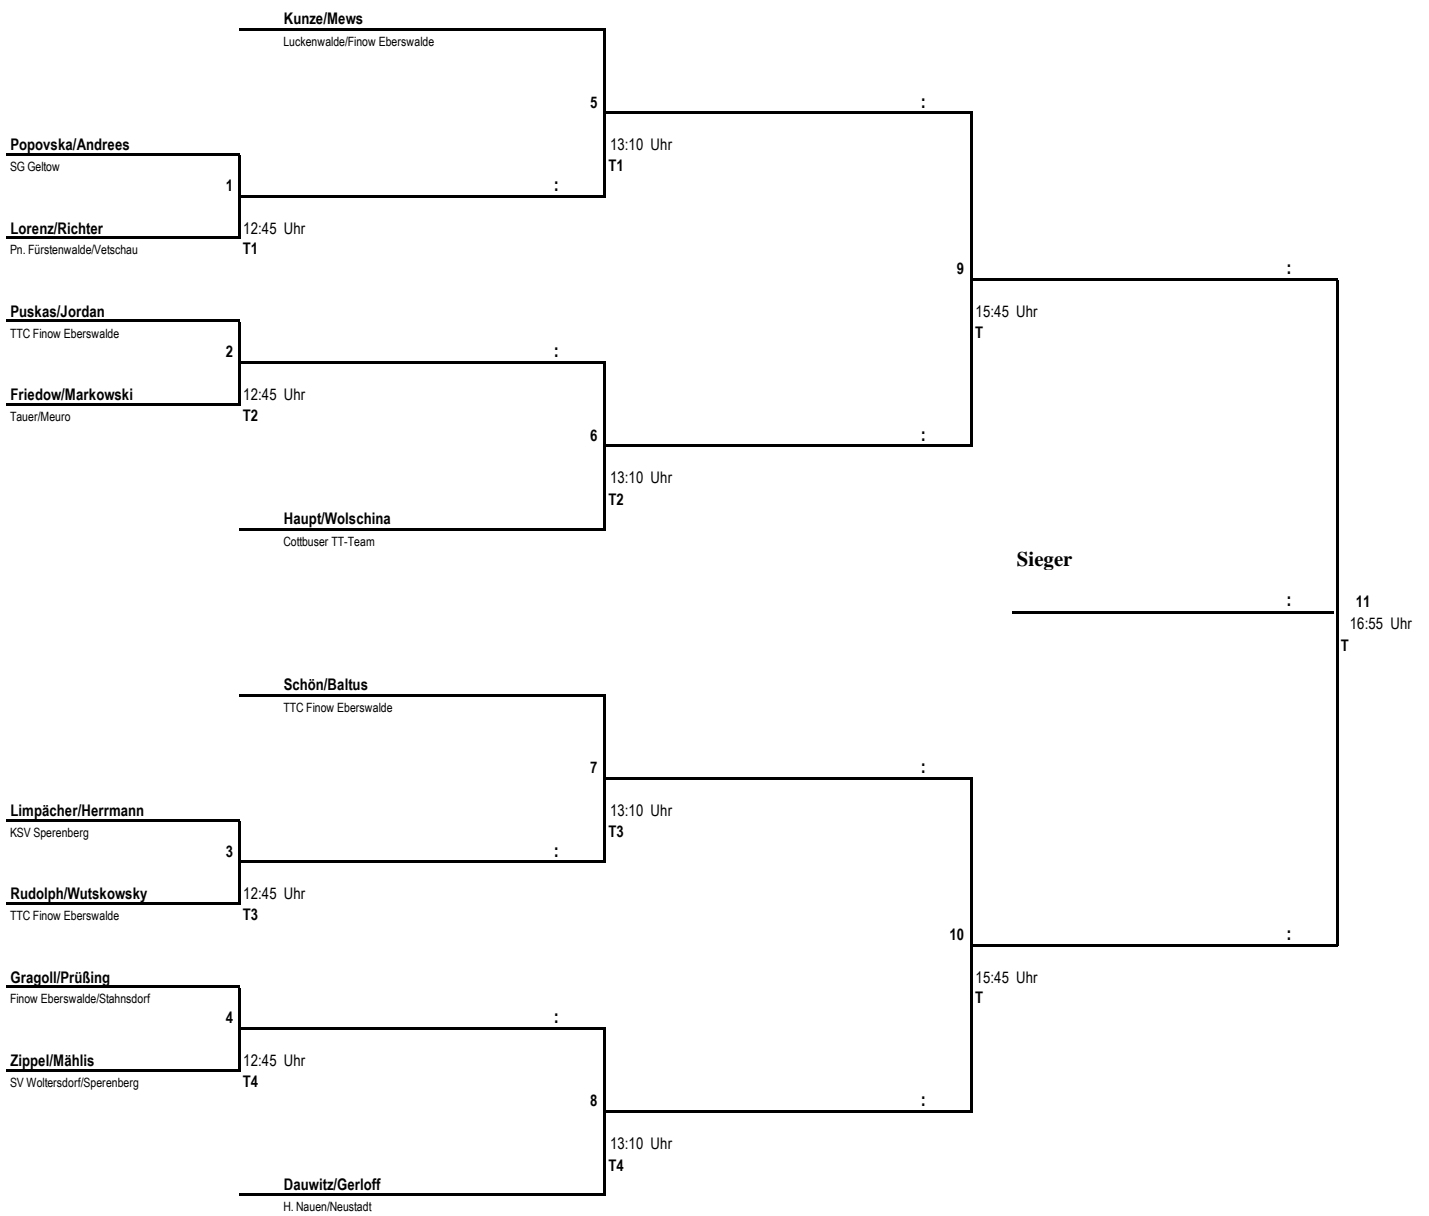 Kunze/Mews
Luckenwalde/Finow Eberswalde
5 :
Popovska/Andrees 13:10 Uhr
SG Geltow T1
1 :
Lorenz/Richter 12:45 Uhr
Pn. Fürstenwalde/Vetschau T1
9 :
Puskas/Jordan 15:45 Uhr
TTC Finow Eberswalde T
2 :
Friedow/Markowski 12:45 Uhr
Tauer/Meuro T2
6 :
13:10 Uhr
T2
Haupt/Wolschina
Cottbuser TT-Team
Sieger
: 11
16:55 Uhr
T
Schön/Baltus
TTC Finow Eberswalde
7 :
Limpächer/Herrmann 13:10 Uhr
KSV Sperenberg T3
3 :
Rudolph/Wutskowsky 12:45 Uhr
TTC Finow Eberswalde T3
10 :
Gragoll/Prüßing 15:45 Uhr
Finow Eberswalde/Stahnsdorf T
4 :
Zippel/Mählis 12:45 Uhr
SV Woltersdorf/Sperenberg T4
8 :
13:10 Uhr
T4
Dauwitz/Gerloff
H. Nauen/Neustadt